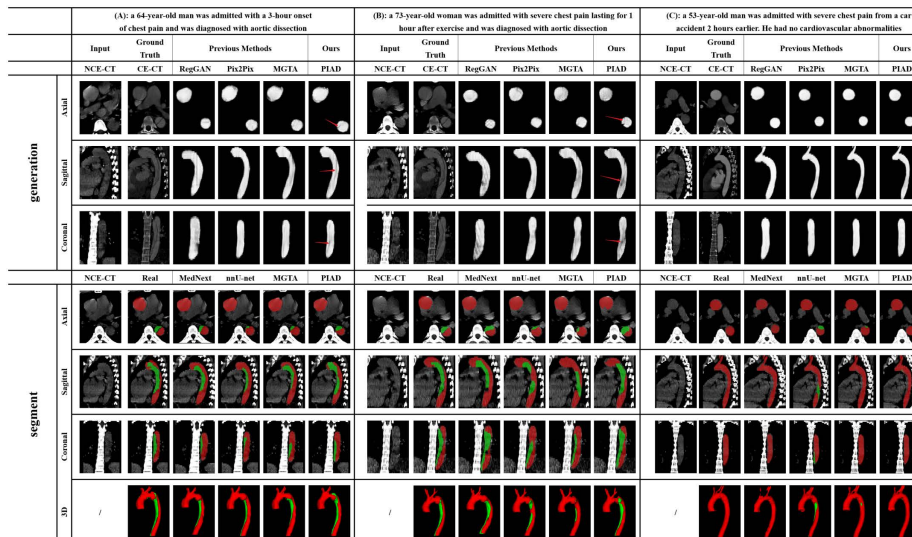 (A): a 64-year-old man was admitted with a 3-hour onset
of chest pain and was diagnosed with aortic dissection
(B): a 73-year-old woman was admitted with severe chest pain lasting for 1
hour after exercise and was diagnosed with aortic dissection
(C): a 53-year-old man was admitted with severe chest pain from a car
accident 2 hours earlier. He had no cardiovascular abnormalities
Input Ground Truth Previous Methods Ours
Input Ground Truth Previous Methods Ours
Input Ground Truth Previous Methods Ours
NCE-CT CE-CT RegGAN Pix2Pix MGTA PIAD
NCE-CT CE-CT RegGAN Pix2Pix MGTA PIAD
NCE-CT CE-CT RegGAN Pix2Pix MGTA PIAD
generation
Axial
Sagittal
Coronal
NCE-CT Real MedNext nnU-net MGTA PIAD
NCE-CT Real MedNext nnU-net MGTA PIAD
NCE-CT Real MedNext nnU-net MGTA PIAD
segment
Axial
Sagittal
Coronal
3D
/
/
/